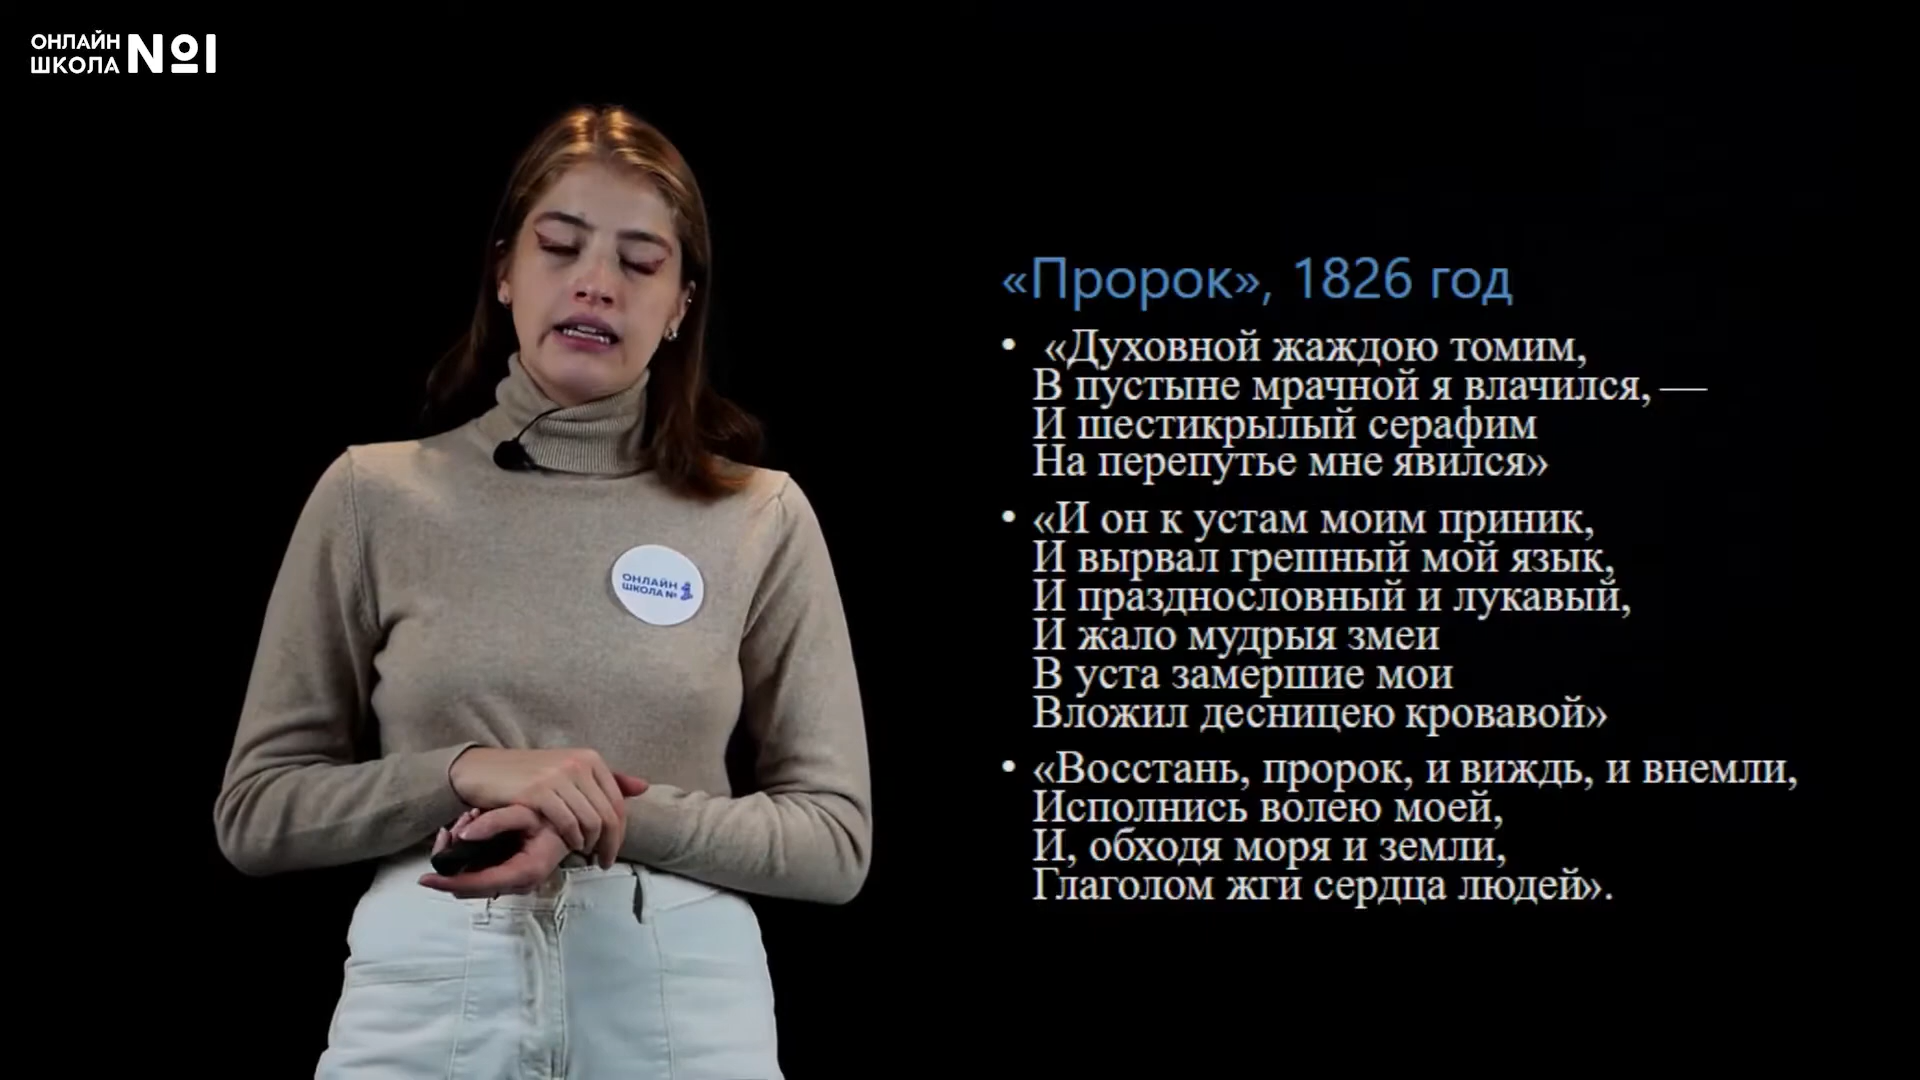 ОНЛАЙН
ШКОЛА №1
«Пророк», 1826 год
• «Духовной жаждою томим,
В пустыне мрачной я влачился, —
И шестикрылый серафим
На перепутье мне явился»
• «И он к устам моим приник,
И вырвал грешный мой язык,
И празднословный и лукавый,
И жало мудрыя змеи
В уста замершие мои
Вложил десницею кровавой»
• «Восстань, пророк, и виждь, и внемли,
Исполнись волею моей,
И, обходя моря и земли,
Глаголом жги сердца людей».
ОНЛАЙН
ШКОЛА № 1